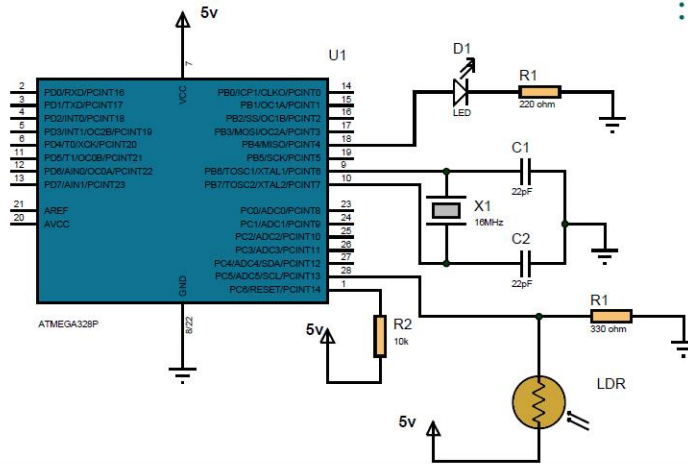 5v
U1
7
VCC
2 PD0/RXD/PCINT16
3 PD1/TXD/PCINT17
4 PD2/INT0/PCINT18
5 PD3/INT1/OC2B/PCINT19
6 PD4/T0/XCK/PCINT20
11 PD5/T1/OC0B/PCINT21
12 PD6/AIN0/OC0A/PCINT22
13 PD7/AIN1/PCINT23
21 AREF
20 AVCC
PB0/ICP1/CLKO/PCINT0 14
PB1/OC1A/PCINT1 15
PB2/SS/OC1B/PCINT2 16
PB3/MOSI/OC2A/PCINT3 17
PB4/MISO/PCINT4 18
PB5/SCK/PCINT5 19
PB6/TOSC1/XTAL1/PCINT6 9
PB7/TOSC2/XTAL2/PCINT7 10
PC0/ADC0/PCINT8 23
PC1/ADC1/PCINT9 24
PC2/ADC2/PCINT10 25
PC3/ADC3/PCINT11 26
PC4/ADC4/SDA/PCINT12 27
PC5/ADC5/SCL/PCINT13 28
PC6/RESET/PCINT14 1
GND
8/22
ATMEGA328P
D1
LED
R1
220 ohm
C1
22pF
X1
16MHz
C2
22pF
R1
330 ohm
5v
R2
10k
LDR
5v